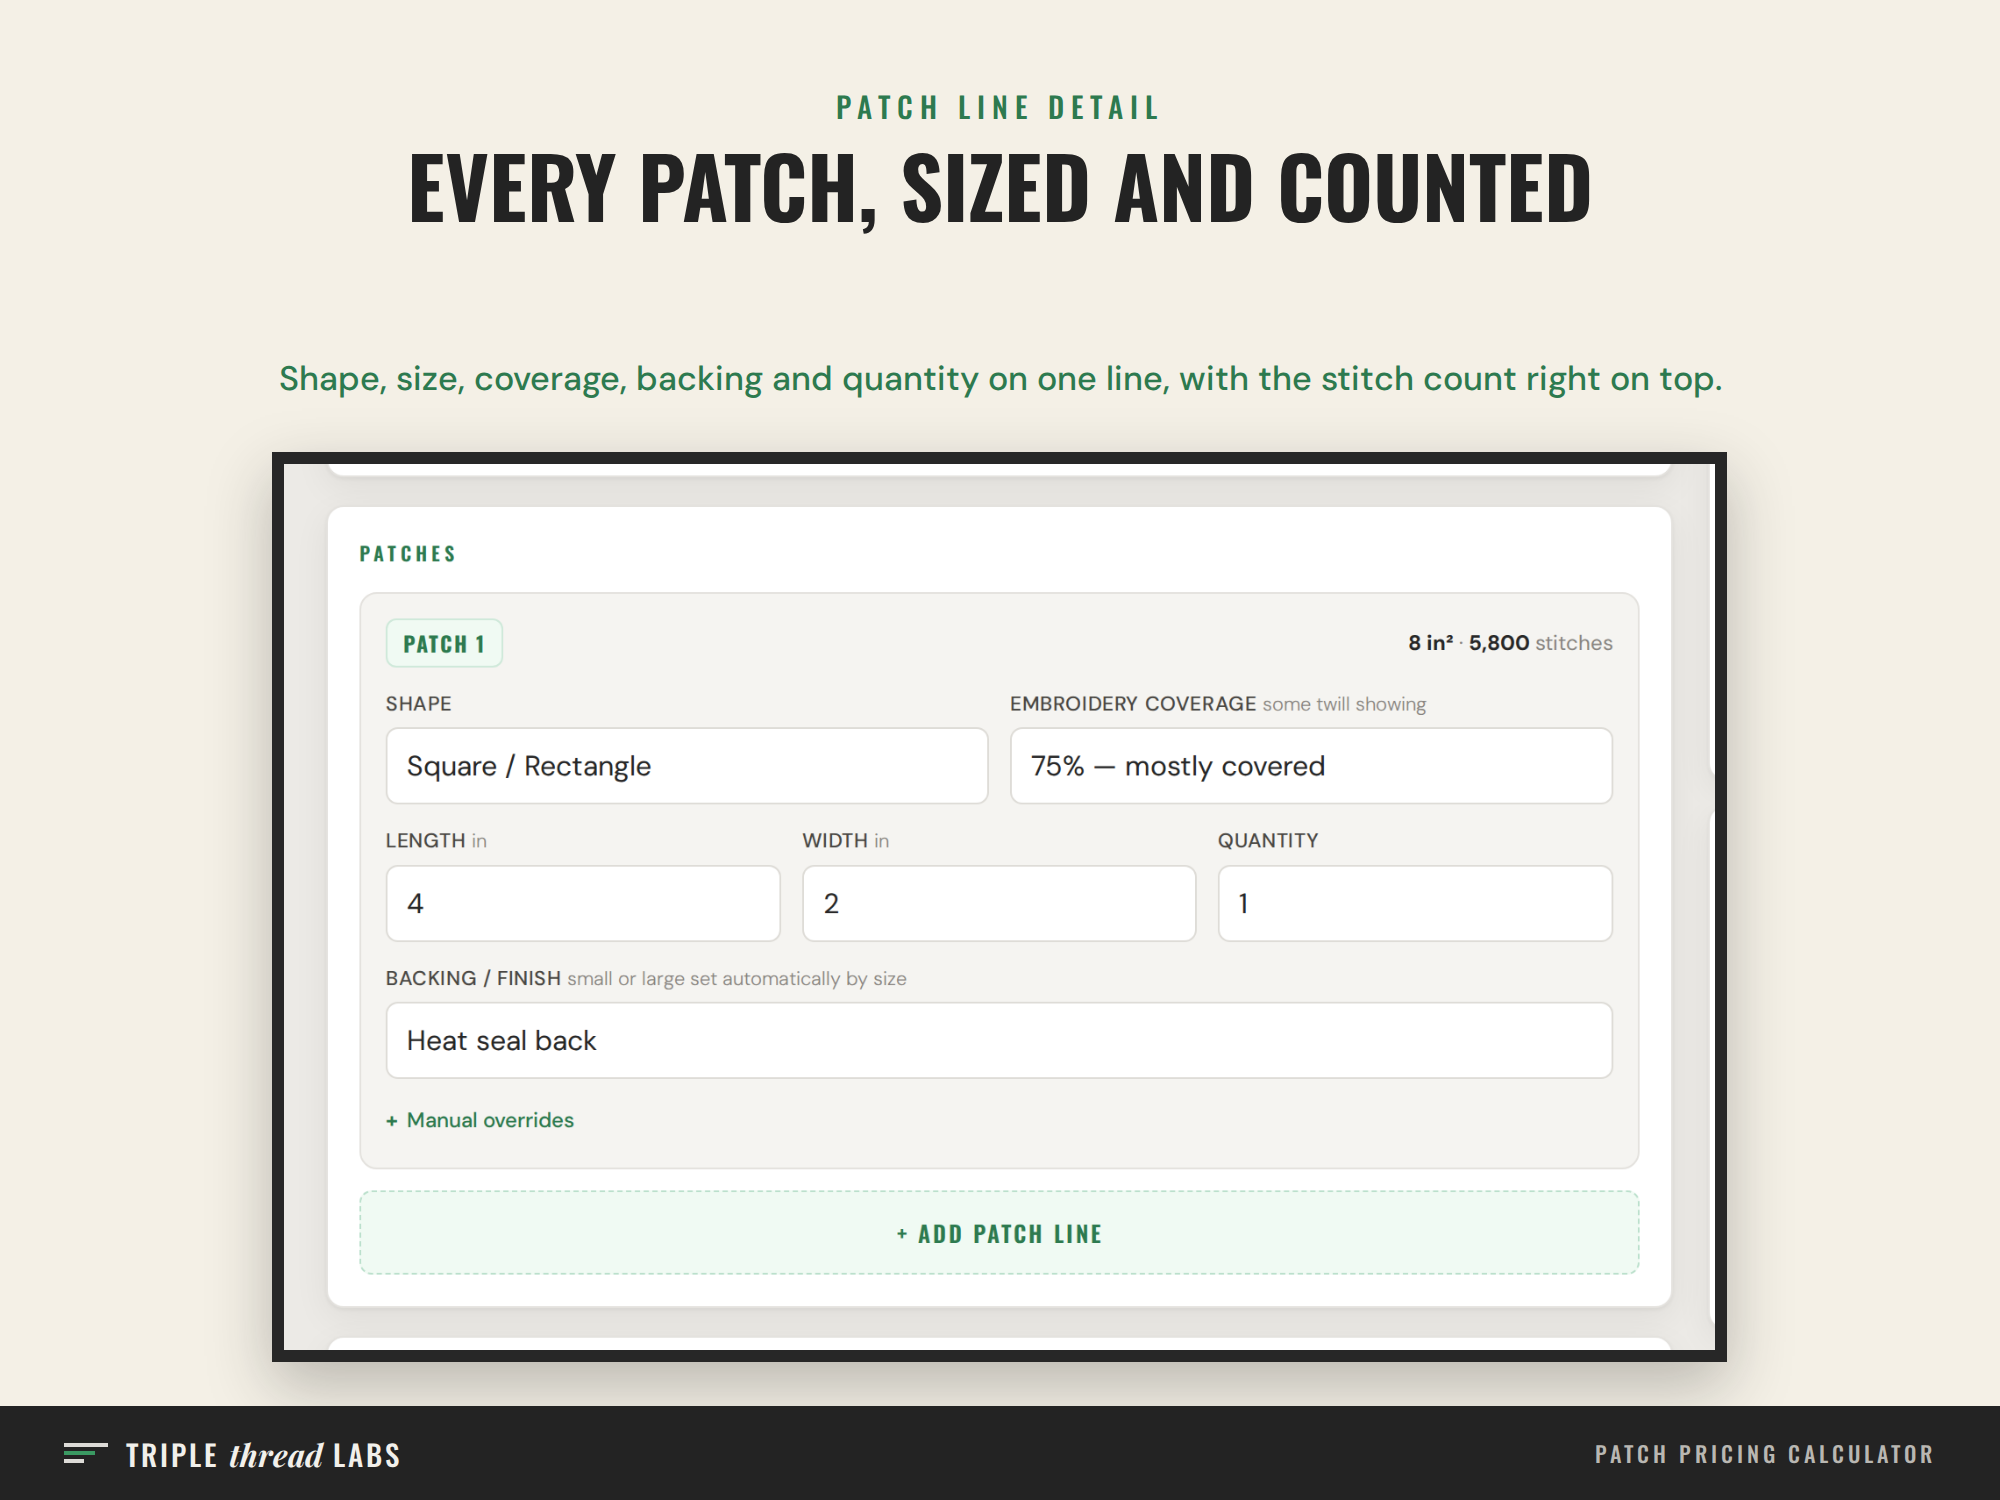 PATCH LINE DETAIL
EVERY PATCH, SIZED AND COUNTED
Shape, size, coverage, backing and quantity on one line, with the stitch count right on top.
PATCHES
PATCH 1
8 in² · 5,800 stitches
SHAPE
EMBROIDERY COVERAGE some twill showing
Square / Rectangle
75% — mostly covered
LENGTH in
WIDTH in
QUANTITY
4
2
1
BACKING / FINISH small or large set automatically by size
Heat seal back
+ Manual overrides
+ ADD PATCH LINE
TRIPLE thread LABS
PATCH PRICING CALCULATOR